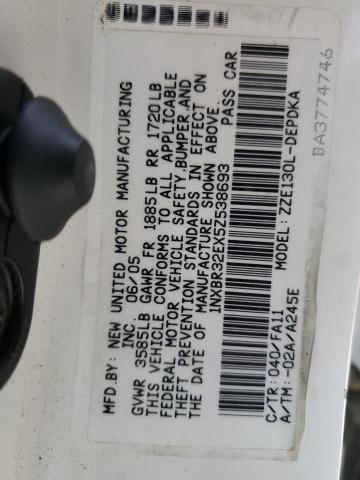 MFD.BY: NEW UNITED MOTOR MANUFACTURING
INC 06/05
GVWR 3585LB GAWR FR 1885LB RR 1720LB
THIS VEHICLE CONFORMS TO ALL APPLICABLE
FEDERAL MOTOR VEHICLE SAFETY,BUMPER,AND
THEFT PREVENTION STANDARDS IN EFFECT ON
THE DATE OF MANUFACTURE SHOWN ABOVE.
1NXBR32EX5Z538693 PASS CAR
C/TR: 040/FA11 MODEL: ZZE130L-DEPDKA
A/TM: -02A/A245E
BA3774746